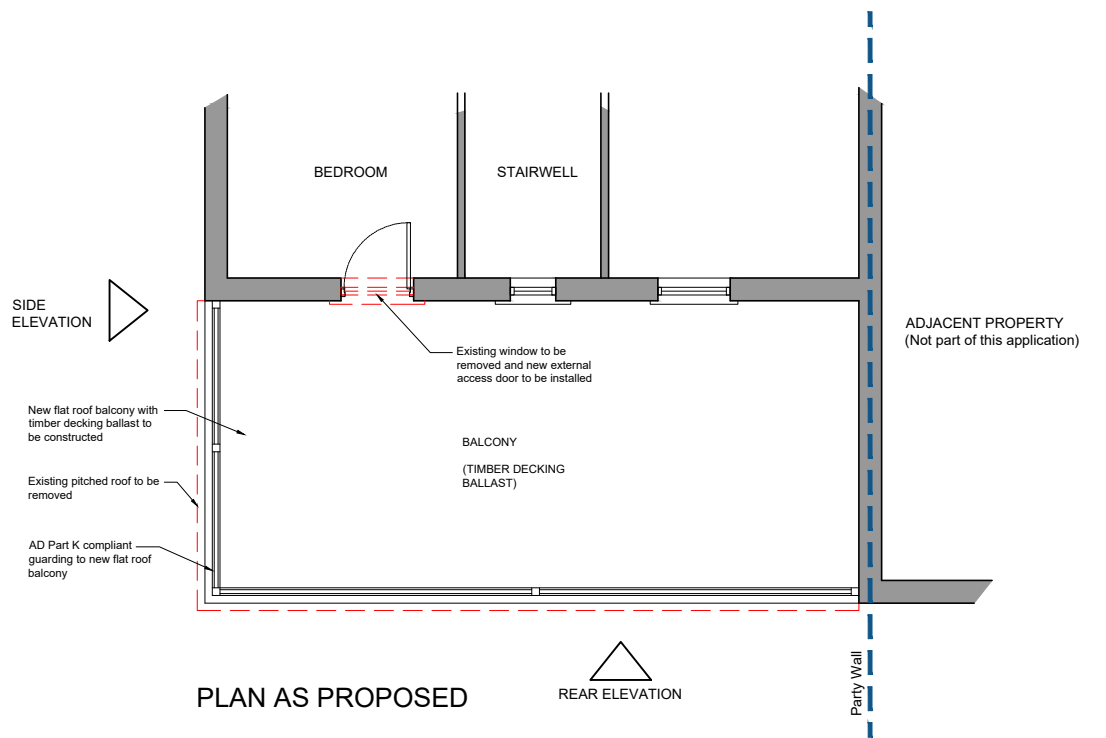 BEDROOM
STAIRWELL
SIDE
ELEVATION
ADJACENT PROPERTY
(Not part of this application)
Existing window to be
removed and new external
access door to be installed
New flat roof balcony with
timber decking ballast to
be constructed
BALCONY
(TIMBER DECKING
BALLAST)
Existing pitched roof to be
removed
AD Part K compliant
guarding to new flat roof
balcony
PLAN AS PROPOSED
REAR ELEVATION
Party Wall